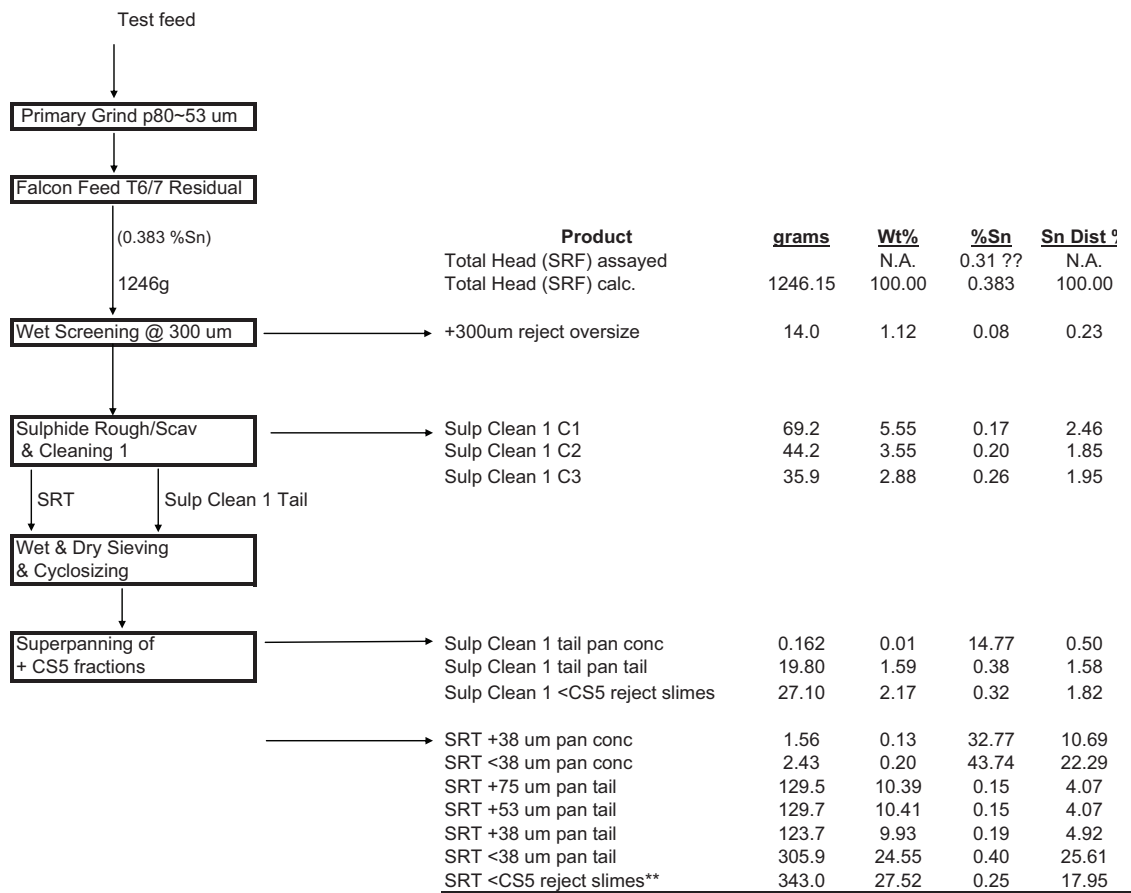 Test feed
Primary Grind p80~53 um
Falcon Feed T6/7 Residual
(0.383 %Sn)
1246g
Product grams Wt% %Sn Sn Dist %
Total Head (SRF) assayed N.A. 0.31 ?? N.A.
Total Head (SRF) calc. 1246.15 100.00 0.383 100.00
Wet Screening @ 300 um
+300um reject oversize 14.0 1.12 0.08 0.23
Sulphide Rough/Scav
& Cleaning 1
Sulp Clean 1 C1 69.2 5.55 0.17 2.46
Sulp Clean 1 C2 44.2 3.55 0.20 1.85
Sulp Clean 1 C3 35.9 2.88 0.26 1.95
SRT Sulp Clean 1 Tail
Wet & Dry Sieving
& Cyclosizing
Superpanning of
+ CS5 fractions
Sulp Clean 1 tail pan conc 0.162 0.01 14.77 0.50
Sulp Clean 1 tail pan tail 19.80 1.59 0.38 1.58
Sulp Clean 1 <CS5 reject slimes 27.10 2.17 0.32 1.82
SRT +38 um pan conc 1.56 0.13 32.77 10.69
SRT <38 um pan conc 2.43 0.20 43.74 22.29
SRT +75 um pan tail 129.5 10.39 0.15 4.07
SRT +53 um pan tail 129.7 10.41 0.15 4.07
SRT +38 um pan tail 123.7 9.93 0.19 4.92
SRT <38 um pan tail 305.9 24.55 0.40 25.61
SRT <CS5 reject slimes** 343.0 27.52 0.25 17.95